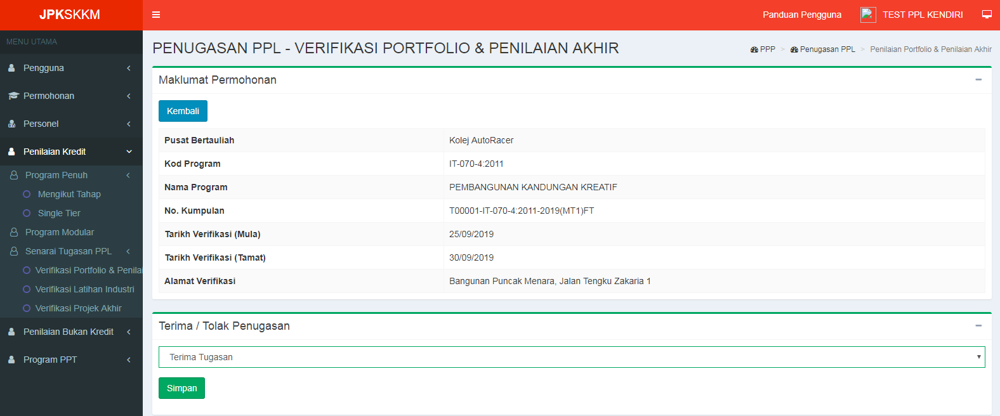 JPKSKKM
Panduan Pengguna
TEST PPL KENDIRI
MENU UTAMA
Pengguna
Permohonan
Personel
Penilaian Kredit
Program Penuh
Mengikut Tahap
Single Tier
Program Modular
Senarai Tugasan PPL
Verifikasi Portfolio & Penilai
Verifikasi Latihan Industri
Verifikasi Projek Akhir
Penilaian Bukan Kredit
Program PPT
PENUGASAN PPL - VERIFIKASI PORTFOLIO & PENILAIAN AKHIR
PPP > Penugasan PPL > Penilaian Portfolio & Penilaian Akhir
Maklumat Permohonan
Kembali
Pusat Bertauliah Kolej AutoRacer
Kod Program IT-070-4:2011
Nama Program PEMBANGUNAN KANDUNGAN KREATIF
No. Kumpulan T00001-IT-070-4:2011-2019(MT1)FT
Tarikh Verifikasi (Mula) 25/09/2019
Tarikh Verifikasi (Tamat) 30/09/2019
Alamat Verifikasi Bangunan Puncak Menara, Jalan Tengku Zakaria 1
Terima / Tolak Penugasan
Terima Tugasan
Simpan